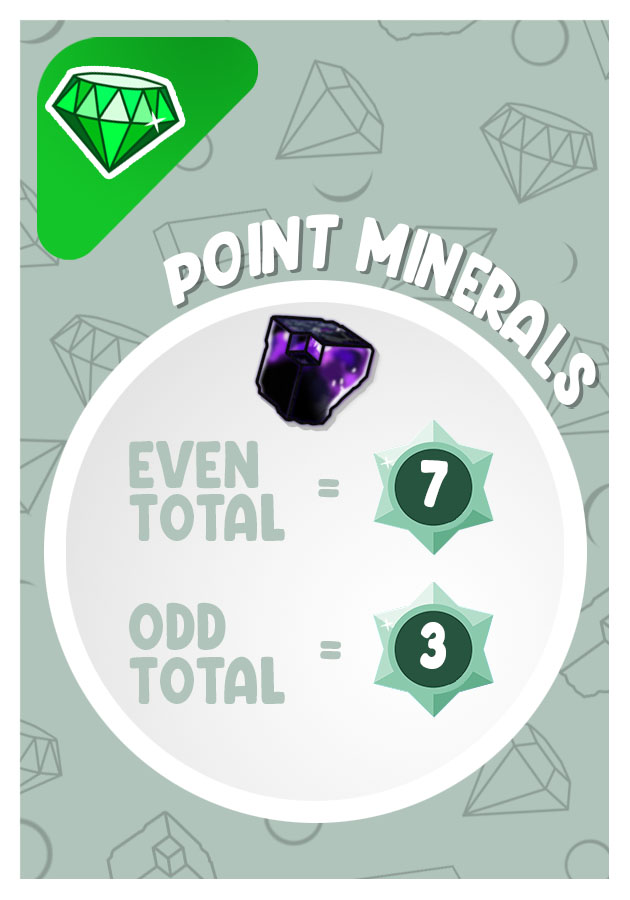 POINT MINERALS
EVEN
TOTAL = 7
ODD
TOTAL = 3